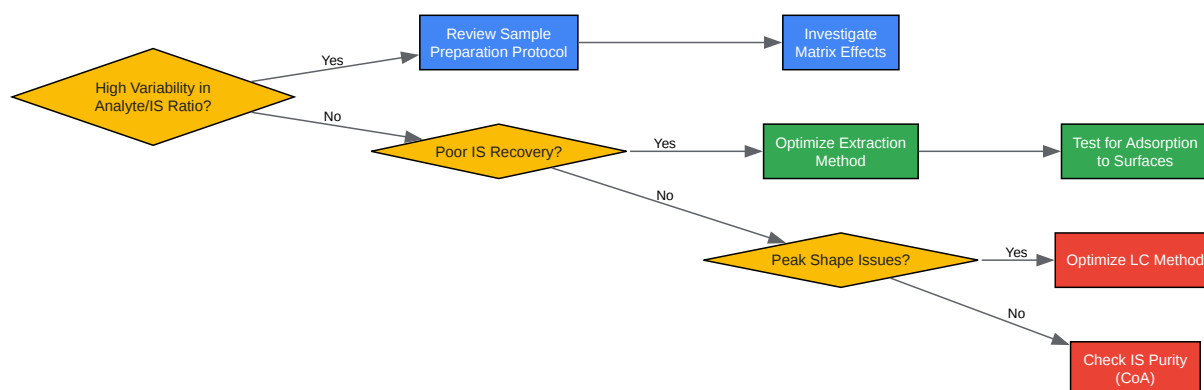 High Variability in
Analyte/IS Ratio?
Yes
Review Sample
Preparation Protocol
Investigate
Matrix Effects
No
Poor IS Recovery?
Yes
Optimize Extraction
Method
Test for Adsorption
to Surfaces
No
Peak Shape Issues?
Yes
Optimize LC Method
No
Check IS Purity
(CoA)